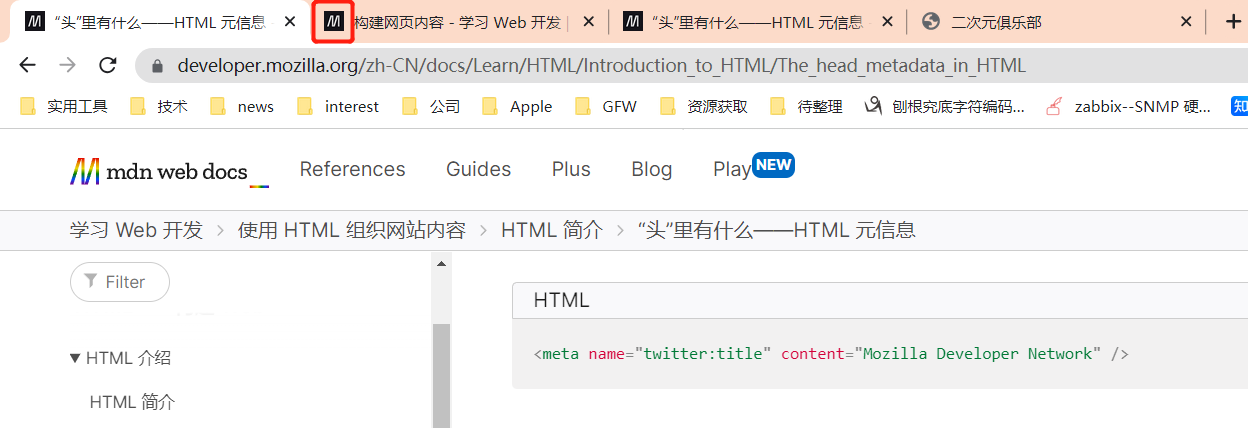 “头”里有什么——HTML 元信息 构建网页内容 - 学习 Web 开发 | “头”里有什么——HTML 元信息 二次元俱乐部
developer.mozilla.org/zh-CN/docs/Learn/HTML/Introduction_to_HTML/The_head_metadata_in_HTML
实用工具 技术 news interest 公司 Apple GFW 资源获取 待整理 刨根究底字符编码... zabbix--SNMP 硬... 知
mdn web docs_ References Guides Plus Blog Play NEW
学习 Web 开发 > 使用 HTML 组织网站内容 > HTML 简介 > “头”里有什么——HTML 元信息
Filter
HTML
<meta name="twitter:title" content="Mozilla Developer Network" />
▼ HTML 介绍
HTML 简介